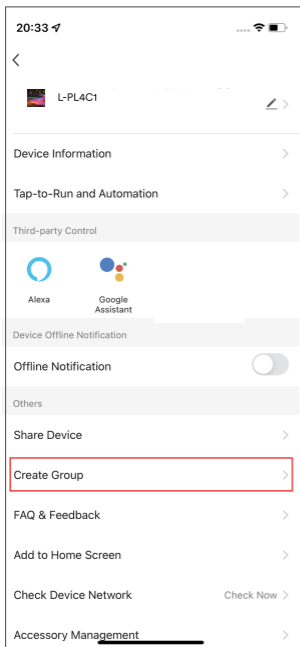 20:33
L-PL4C1
Device Information
Tap-to-Run and Automation
Third-party Control
Alexa
Google
Assistant
Device Offline Notification
Offline Notification
Others
Share Device
Create Group
FAQ & Feedback
Add to Home Screen
Check Device Network Check Now
Accessory Management